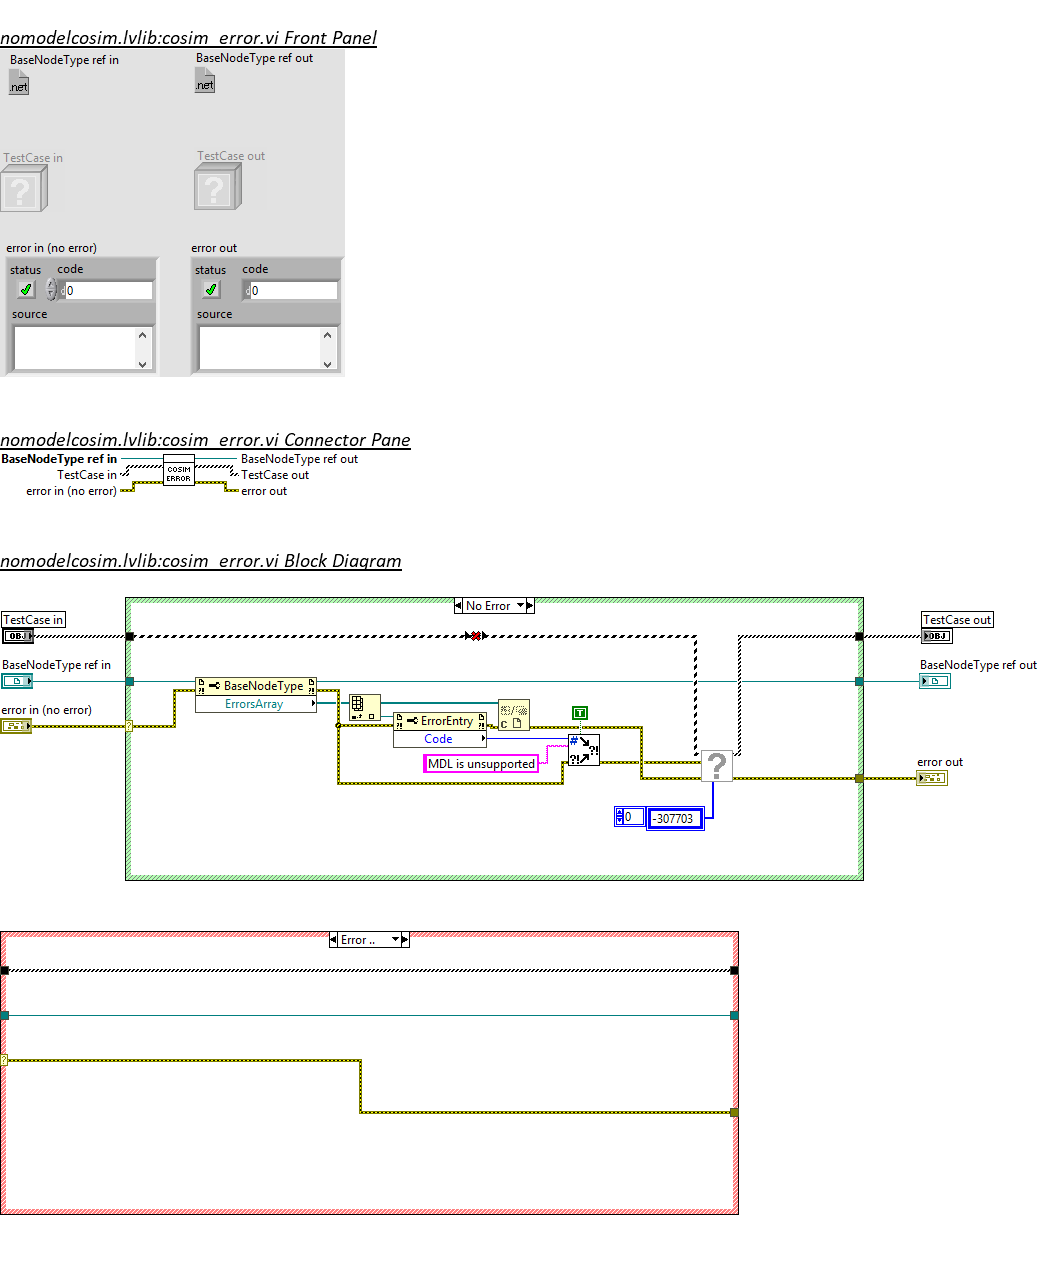 nomodelcosim.lvlib:cosim_error.vi Front Panel
BaseNodeType ref in
BaseNodeType ref out
.net
.net
TestCase in
TestCase out
?
?
error in (no error)
error out
status code
status code
0
0
source
source
nomodelcosim.lvlib:cosim_error.vi Connector Pane
BaseNodeType ref in
BaseNodeType ref out
TestCase in
COSIM
ERROR
TestCase out
error in (no error)
error out
nomodelcosim.lvlib:cosim_error.vi Block Diagram
No Error
TestCase in
TestCase out
OBJ
OBJ
BaseNodeType ref in
BaseNodeType ref out
BaseNodeType
ErrorsArray
error in (no error)
?
ErrorEntry
Code
C
T
#
?!
?!
MDL is unsupported
?
error out
0
-307703
Error ..
?